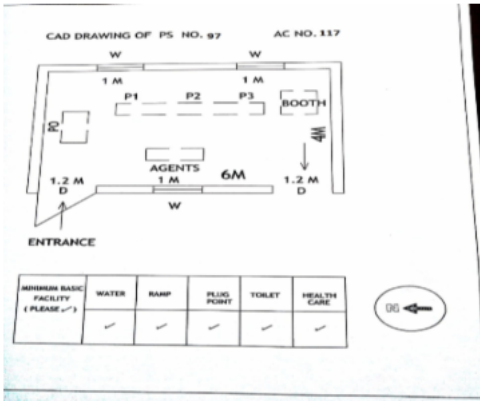 CAD DRAWING OF PS NO. 97 AC NO. 117
W W
1 M 1 M
P1 P2 P3
BOOTH
PO
4M
AGENTS
1.2 M 1 M 6M 1.2 M
D D
W
ENTRANCE
MINIMUM BASIC FACILITY (PLEASE ✓) WATER RAMP PLUG POINT TOILET HEALTH CARE
✓ ✓ ✓ ✓ ✓